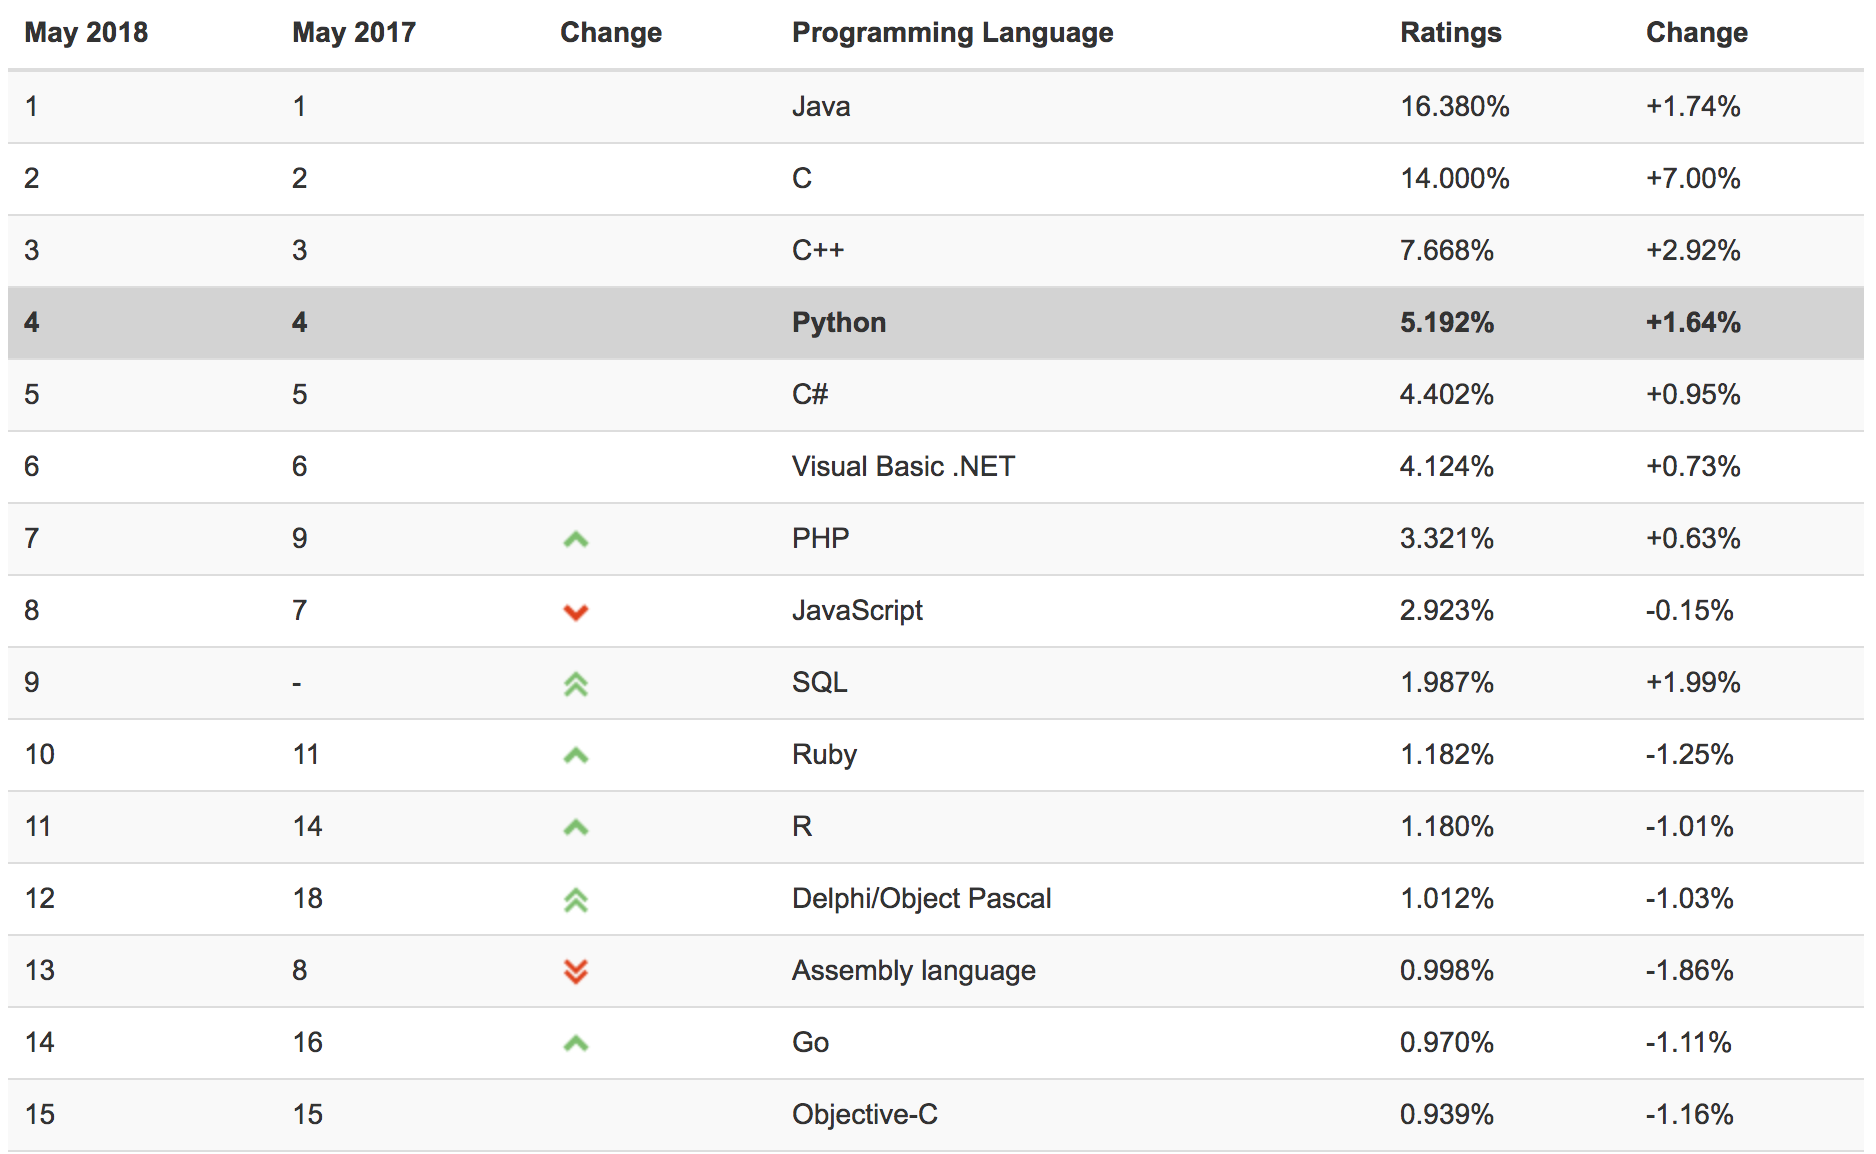 May 2018 May 2017 Change Programming Language Ratings Change
1 1 Java 16.380% +1.74%
2 2 C 14.000% +7.00%
3 3 C++ 7.668% +2.92%
4 4 Python 5.192% +1.64%
5 5 C# 4.402% +0.95%
6 6 Visual Basic .NET 4.124% +0.73%
7 9 PHP 3.321% +0.63%
8 7 JavaScript 2.923% -0.15%
9 - SQL 1.987% +1.99%
10 11 Ruby 1.182% -1.25%
11 14 R 1.180% -1.01%
12 18 Delphi/Object Pascal 1.012% -1.03%
13 8 Assembly language 0.998% -1.86%
14 16 Go 0.970% -1.11%
15 15 Objective-C 0.939% -1.16%